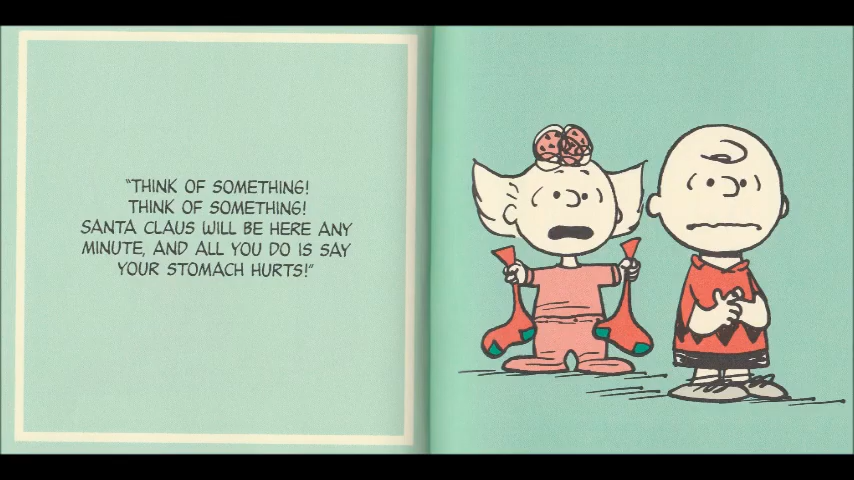 "THINK OF SOMETHING!
THINK OF SOMETHING!
SANTA CLAUS WILL BE HERE ANY
MINUTE, AND ALL YOU DO IS SAY
YOUR STOMACH HURTS!"